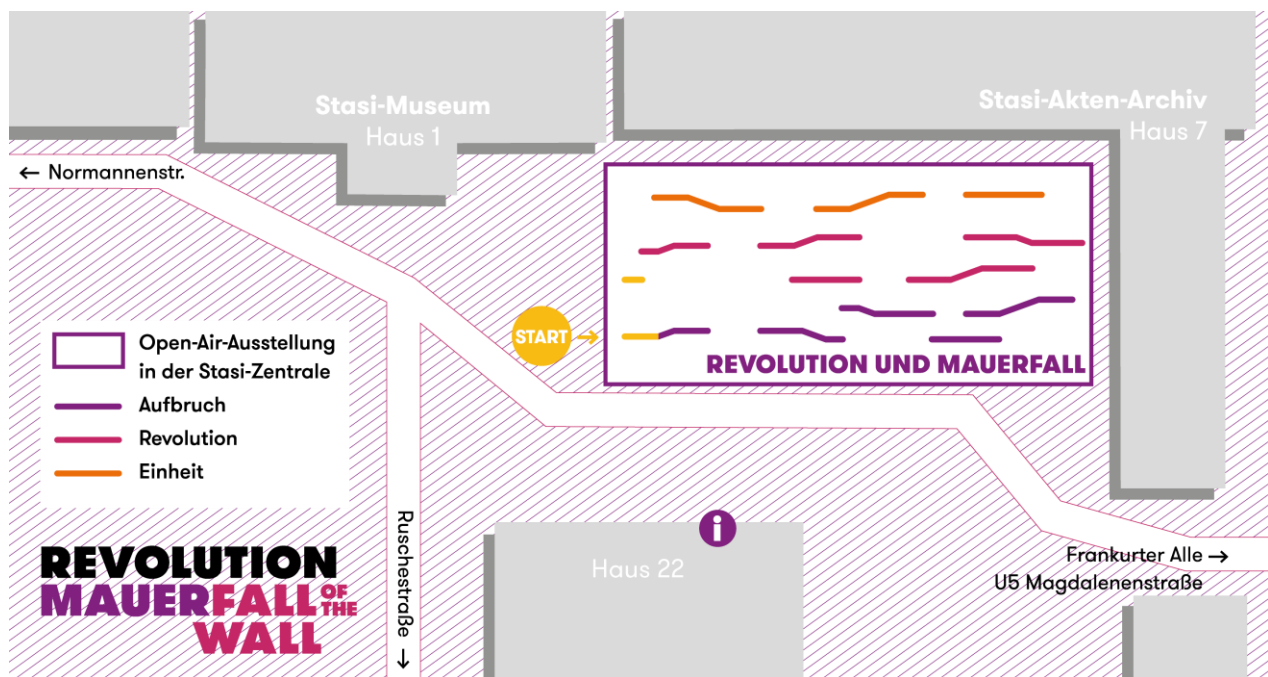 Stasi-Museum
Haus 1
Stasi-Akten-Archiv
Haus 7
← Normannenstr.
START →
REVOLUTION UND MAUERFALL
Open-Air-Ausstellung
in der Stasi-Zentrale
Aufbruch
Revolution
Einheit
REVOLUTION
MAUERFALL OF THE
WALL
Ruschestraße →
i
Haus 22
Frankurter Alle →
U5 Magdalenenstraße